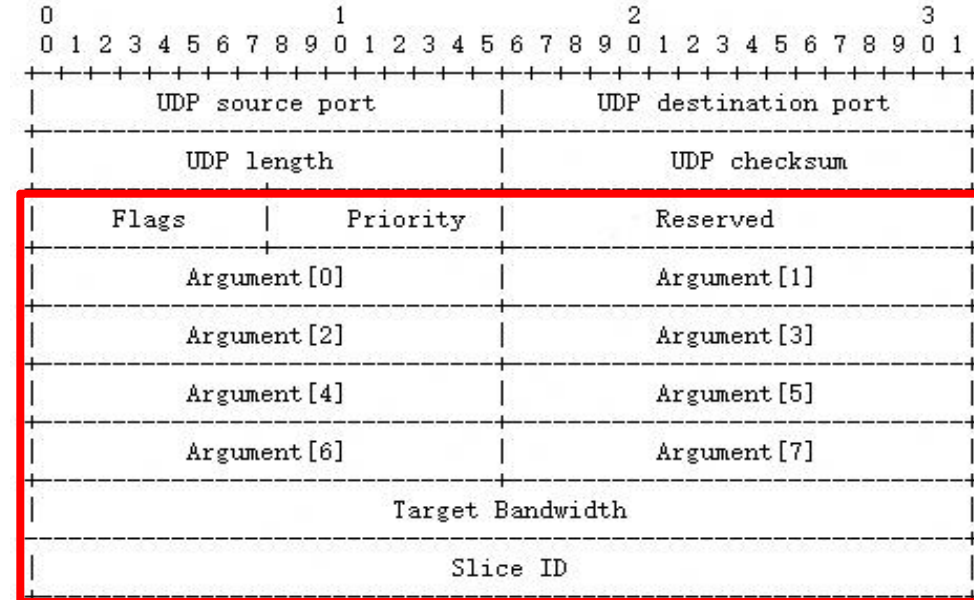 0 1 2 3
0 1 2 3 4 5 6 7 8 9 0 1 2 3 4 5 6 7 8 9 0 1 2 3 4 5 6 7 8 9 0 1
UDP source port | UDP destination port
UDP length | UDP checksum
Flags | Priority | Reserved
Argument[0] | Argument[1]
Argument[2] | Argument[3]
Argument[4] | Argument[5]
Argument[6] | Argument[7]
Target Bandwidth
Slice ID